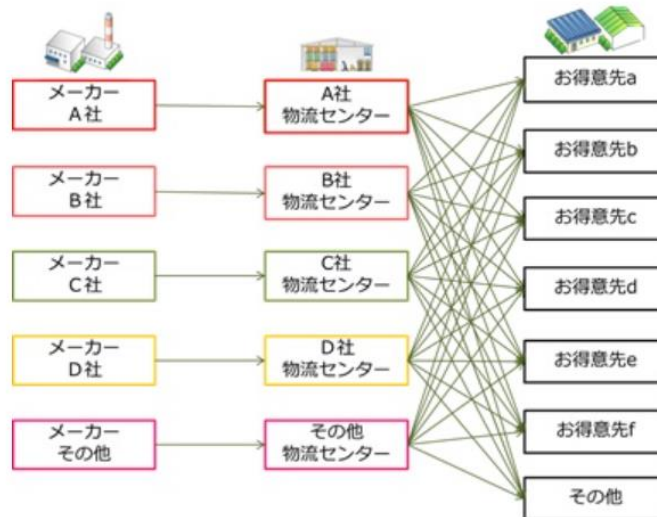 メーカー
A社
A社
物流センター
お得意先a
メーカー
B社
B社
物流センター
お得意先b
お得意先c
メーカー
C社
C社
物流センター
お得意先d
メーカー
D社
D社
物流センター
お得意先e
メーカー
その他
その他
物流センター
お得意先f
その他